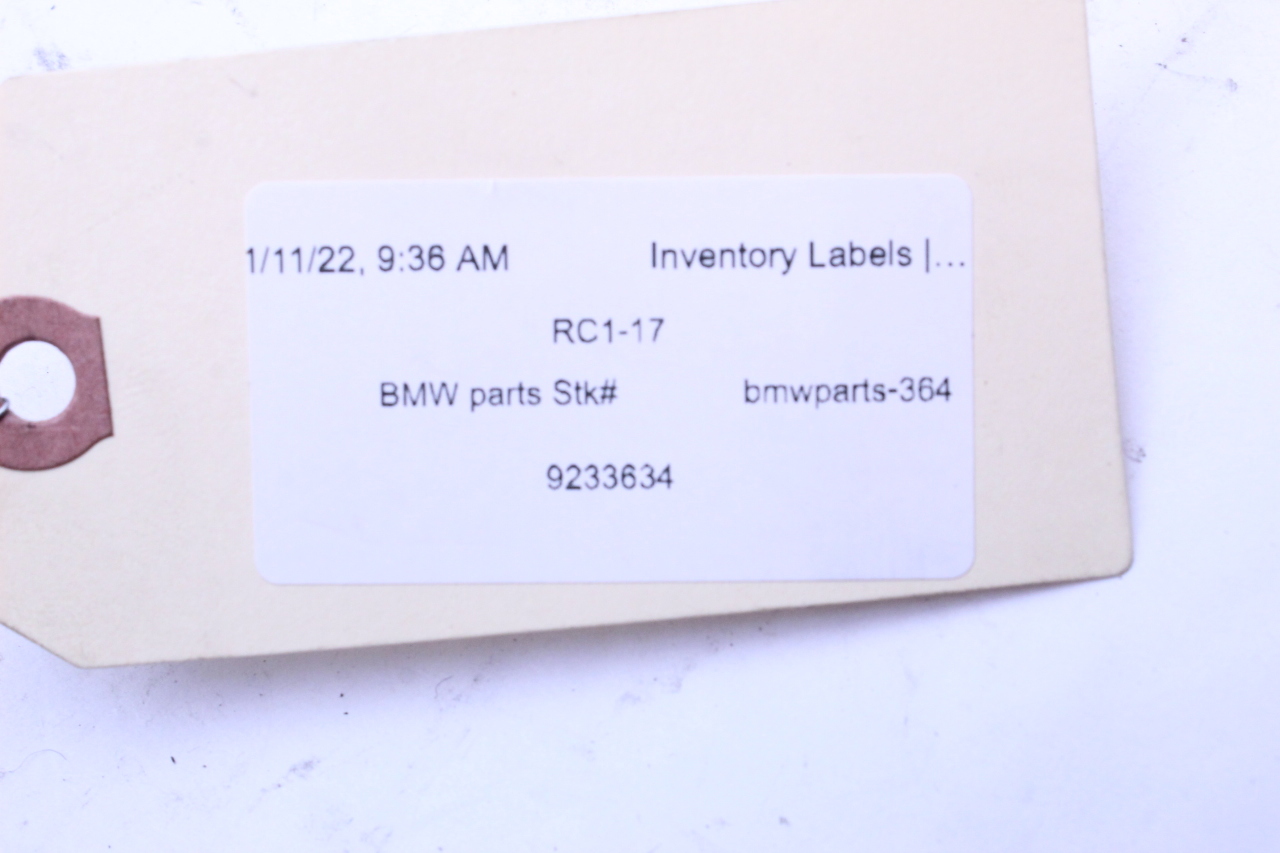 1/11/22, 9:36 AM Inventory Labels |...
RC1-17
BMW parts Stk# bmwparts-364
9233634